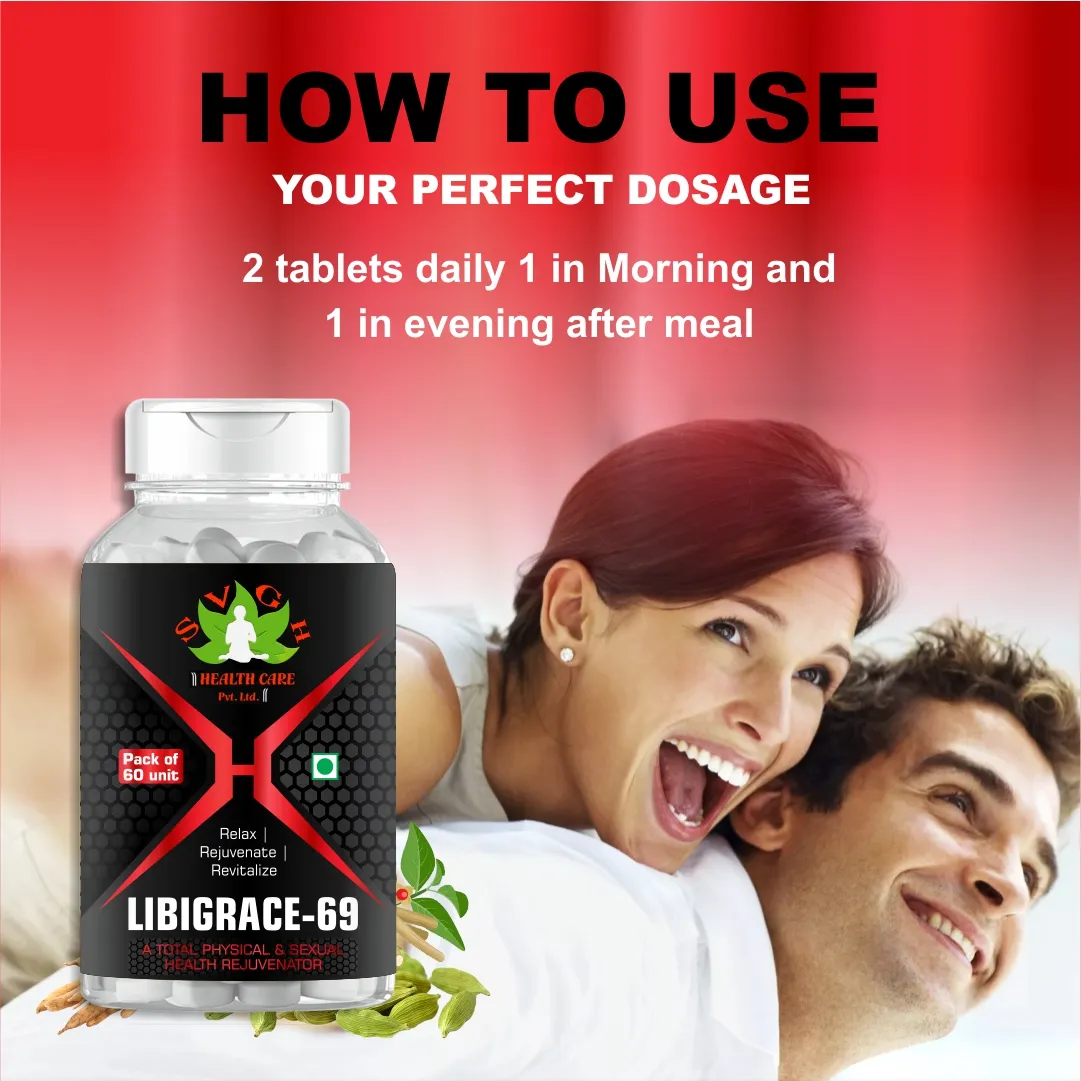 HOW TO USE
YOUR PERFECT DOSAGE
2 tablets daily 1 in Morning and
1 in evening after meal
SVGH
HEALTH CARE
Pvt. Ltd.
Pack of
60 unit
Relax |
Rejuvenate |
Revitalize
LIBIGRACE-69
A TOTAL PHYSICAL & SEXUAL
HEALTH REJUVENATOR